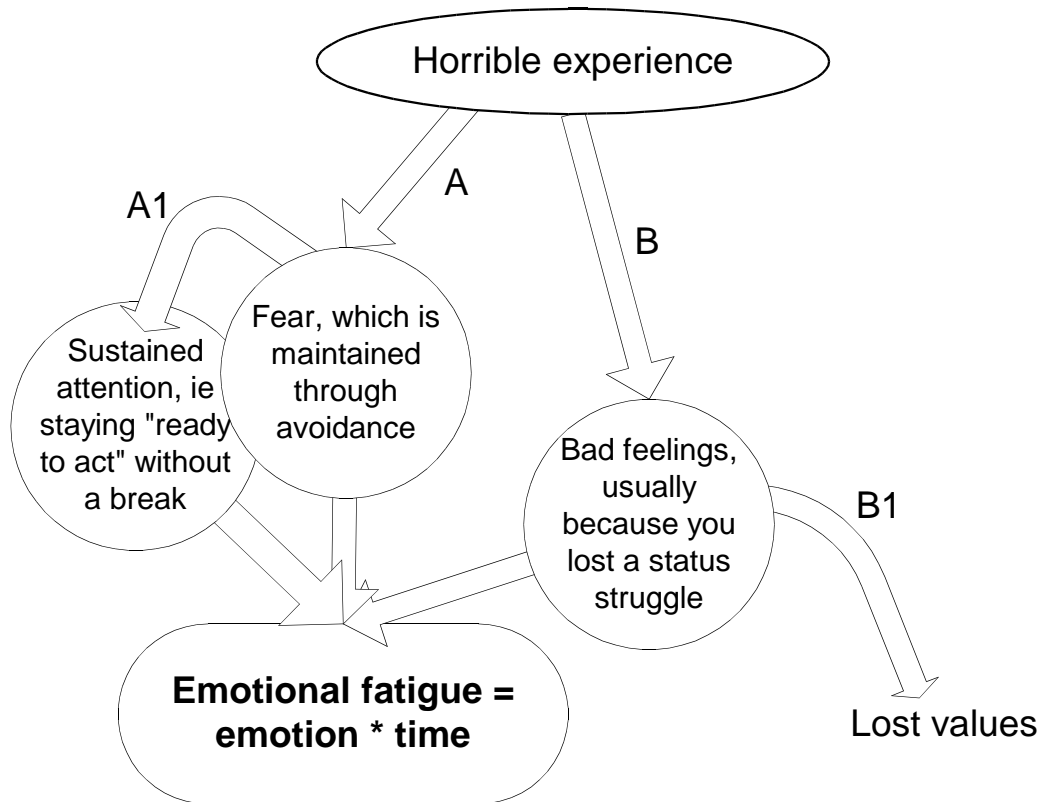 Horrible experience
A
A1
B
Fear, which is
maintained
through
avoidance
Sustained
attention, ie
staying "ready
to act" without
a break
Bad feelings,
usually
because you
lost a status
struggle
B1
Emotional fatigue =
emotion * time
Lost values